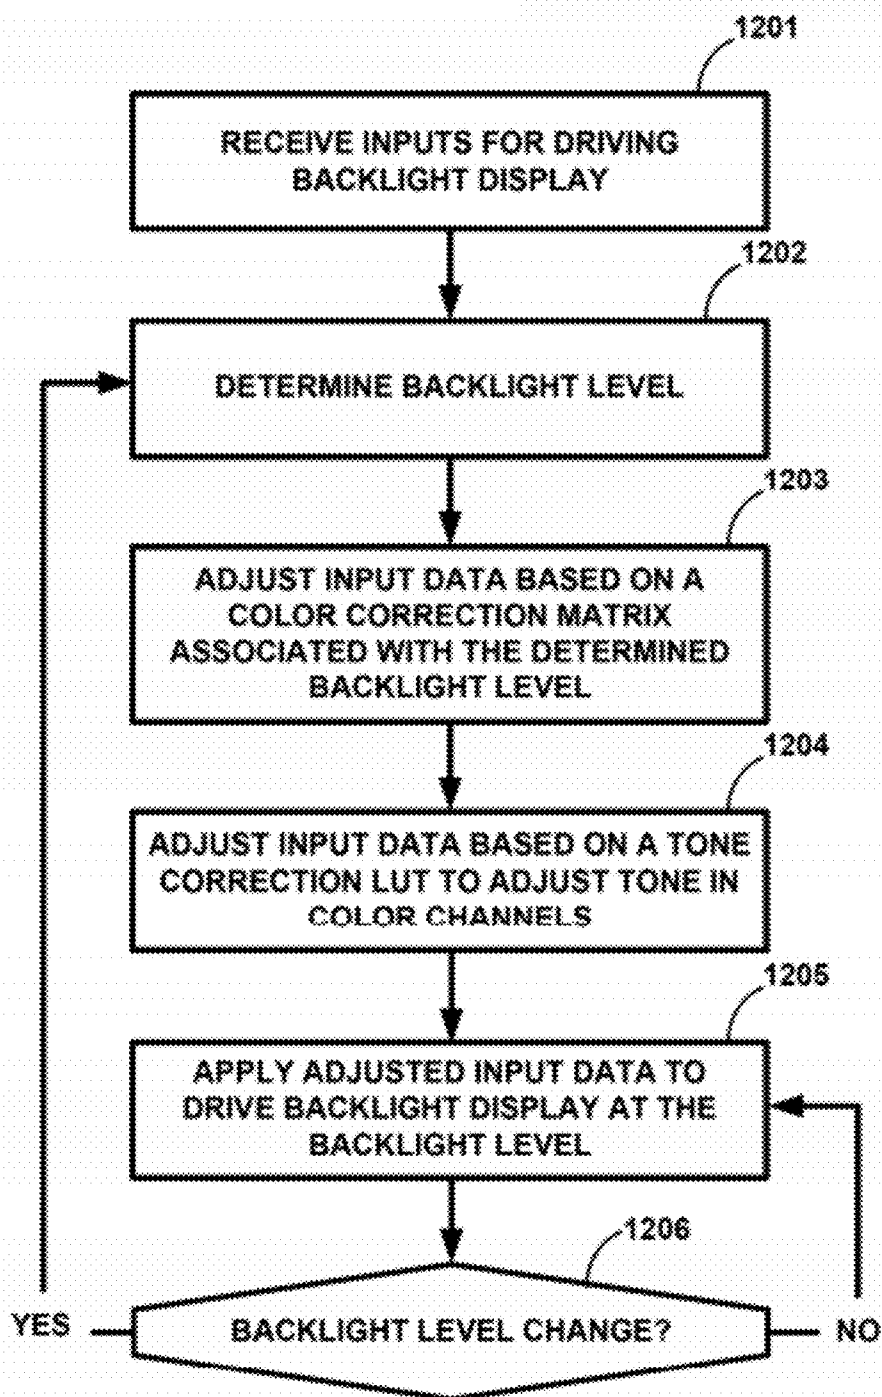 1201
RECEIVE INPUTS FOR DRIVING
BACKLIGHT DISPLAY
1202
DETERMINE BACKLIGHT LEVEL
1203
ADJUST INPUT DATA BASED ON A
COLOR CORRECTION MATRIX
ASSOCIATED WITH THE DETERMINED
BACKLIGHT LEVEL
1204
ADJUST INPUT DATA BASED ON A TONE
CORRECTION LUT TO ADJUST TONE IN
COLOR CHANNELS
1205
APPLY ADJUSTED INPUT DATA TO
DRIVE BACKLIGHT DISPLAY AT THE
BACKLIGHT LEVEL
1206
YES
BACKLIGHT LEVEL CHANGE?
NO